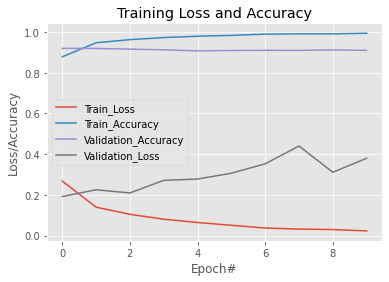 Training Loss and Accuracy
1.0
0.8
0.6
0.4
0.2
0.0
Loss/Accuracy
Train_Loss
Train_Accuracy
Validation_Accuracy
Validation_Loss
0 2 4 6 8
Epoch#